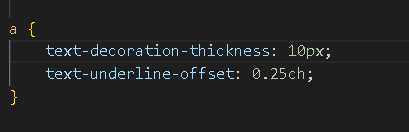 a {
text-decoration-thickness: 10px;
text-underline-offset: 0.25ch;
}